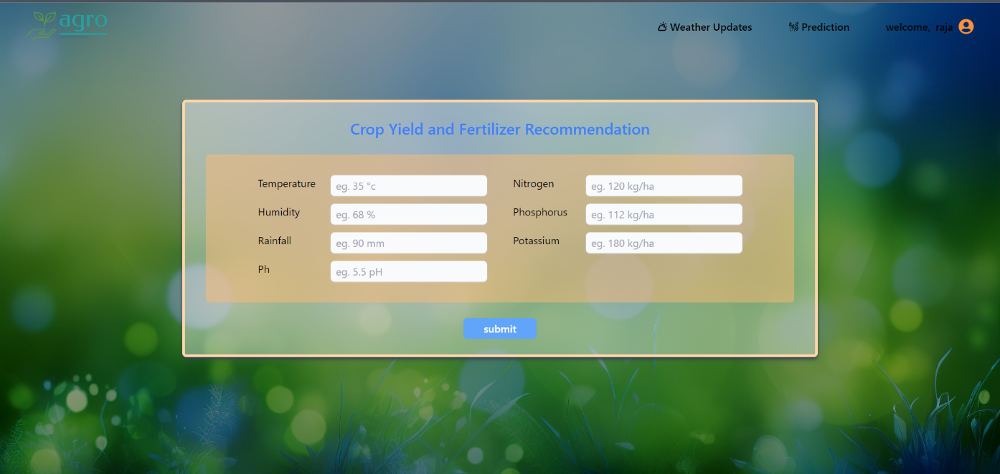 agro
Weather Updates
Prediction
welcome, raja
Crop Yield and Fertilizer Recommendation
Temperature eg. 35 °c
Nitrogen eg. 120 kg/ha
Humidity eg. 68 %
Phosphorus eg. 112 kg/ha
Rainfall eg. 90 mm
Potassium eg. 180 kg/ha
Ph eg. 5.5 pH
submit